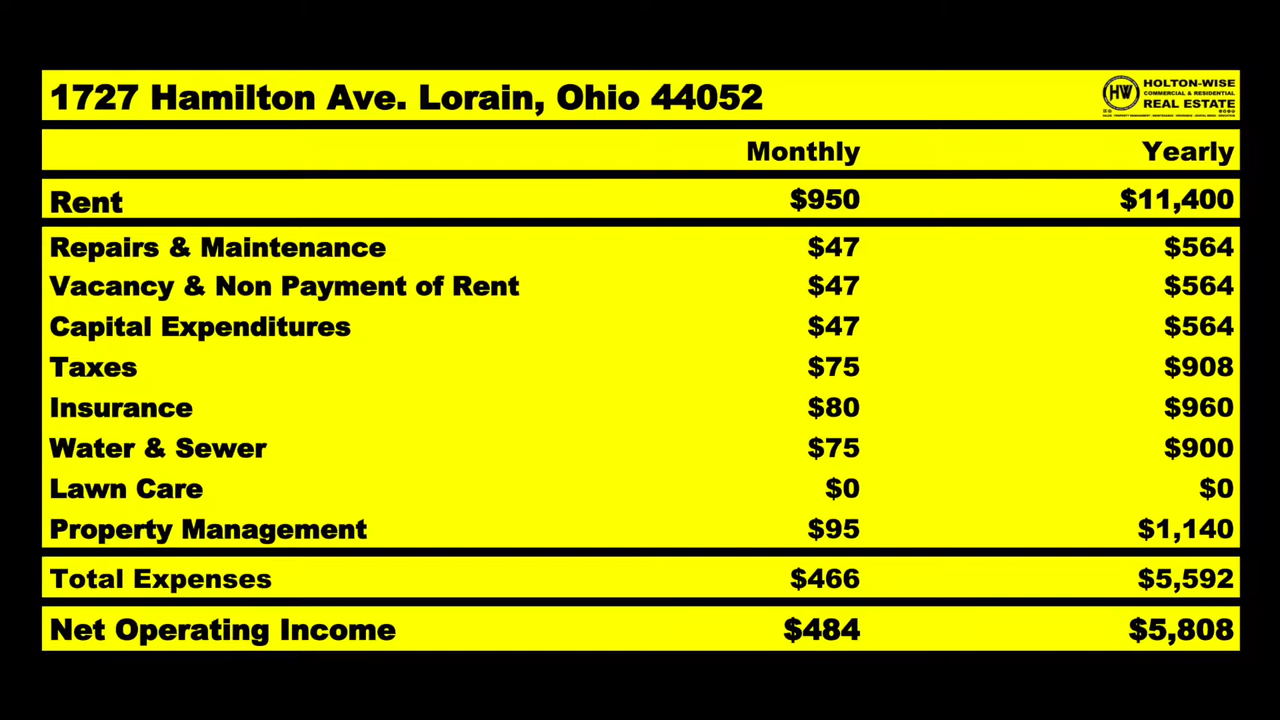 1727 Hamilton Ave. Lorain, Ohio 44052
HOLTON-WISE
COMMERCIAL & RESIDENTIAL
REAL ESTATE
HW
Monthly Yearly
Rent $950 $11,400
Repairs & Maintenance $47 $564
Vacancy & Non Payment of Rent $47 $564
Capital Expenditures $47 $564
Taxes $75 $908
Insurance $80 $960
Water & Sewer $75 $900
Lawn Care $0 $0
Property Management $95 $1,140
Total Expenses $466 $5,592
Net Operating Income $484 $5,808